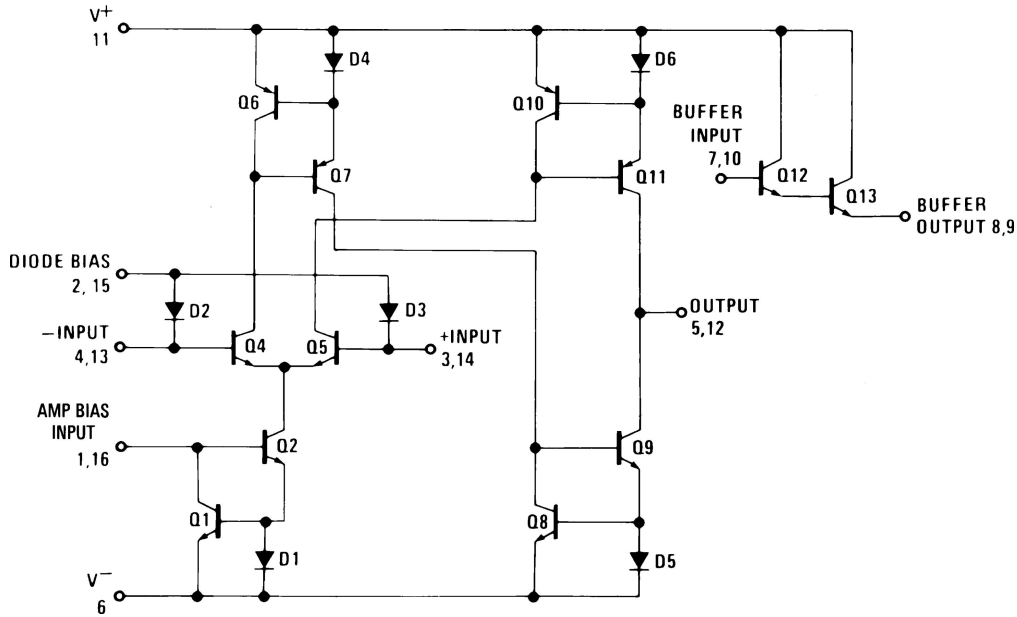 V+
11
D4
D6
Q6
Q10
BUFFER
INPUT
7,10
Q7
Q11
Q12
Q13
BUFFER
OUTPUT 8,9
DIODE BIAS
2, 15
D2
D3
OUTPUT
5,12
—INPUT
4,13
Q4
Q5
+INPUT
3,14
AMP BIAS
INPUT
1,16
Q2
Q9
Q1
Q8
D1
D5
V—
6